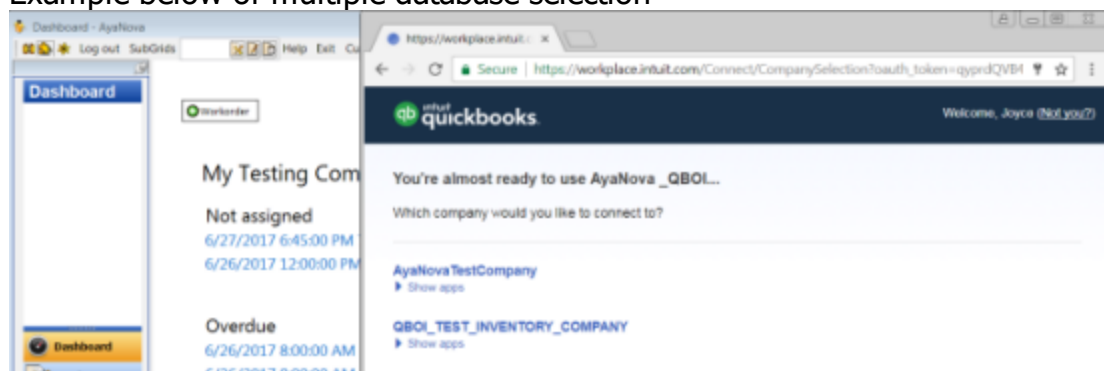 Example below of multiple database selection
Dashboard - AyaNova
Log out SubGrids Help Exit Cu
Dashboard
Workorder
My Testing Com
Not assigned
6/27/2017 6:45:00 PM
6/26/2017 12:00:00 PM
Overdue
6/26/2017 8:00:00 AM
Dashboard
https://workplace.intuit.c
Secure | https://workplace.intuit.com/Connect/CompanySelection?oauth_token=qyprdQVB
intuit
qb quickbooks.
Welcome, Joyce (Not you?)
You're almost ready to use AyaNova _QBOI...
Which company would you like to connect to?
AyaNovaTestCompany
Show apps
QBOI_TEST_INVENTORY_COMPANY
Show apps